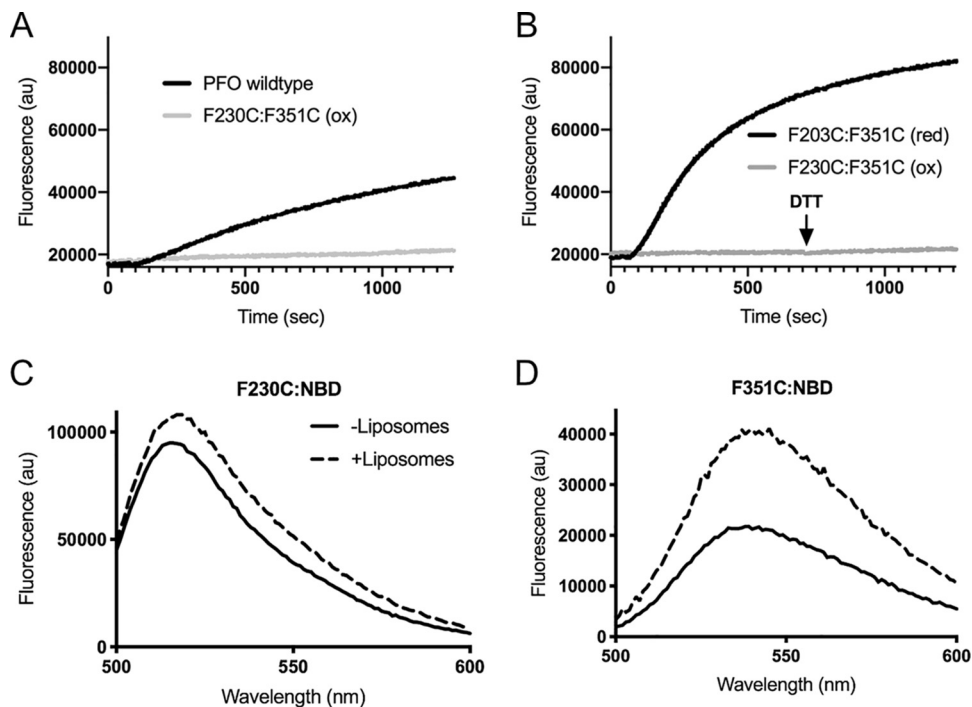 A
Fluorescence (au)
80000
60000
40000
20000
PFO wildtype
F230C:F351C (ox)
0
500
1000
Time (sec)
B
Fluorescence (au)
80000
60000
40000
20000
F203C:F351C (red)
F230C:F351C (ox)
DTT
0
500
1000
Time (sec)
C
F230C:NBD
Fluorescence (au)
100000
50000
0
-Liposomes
+Liposomes
500
550
600
Wavelength (nm)
D
F351C:NBD
Fluorescence (au)
40000
30000
20000
10000
0
500
550
600
Wavelength (nm)